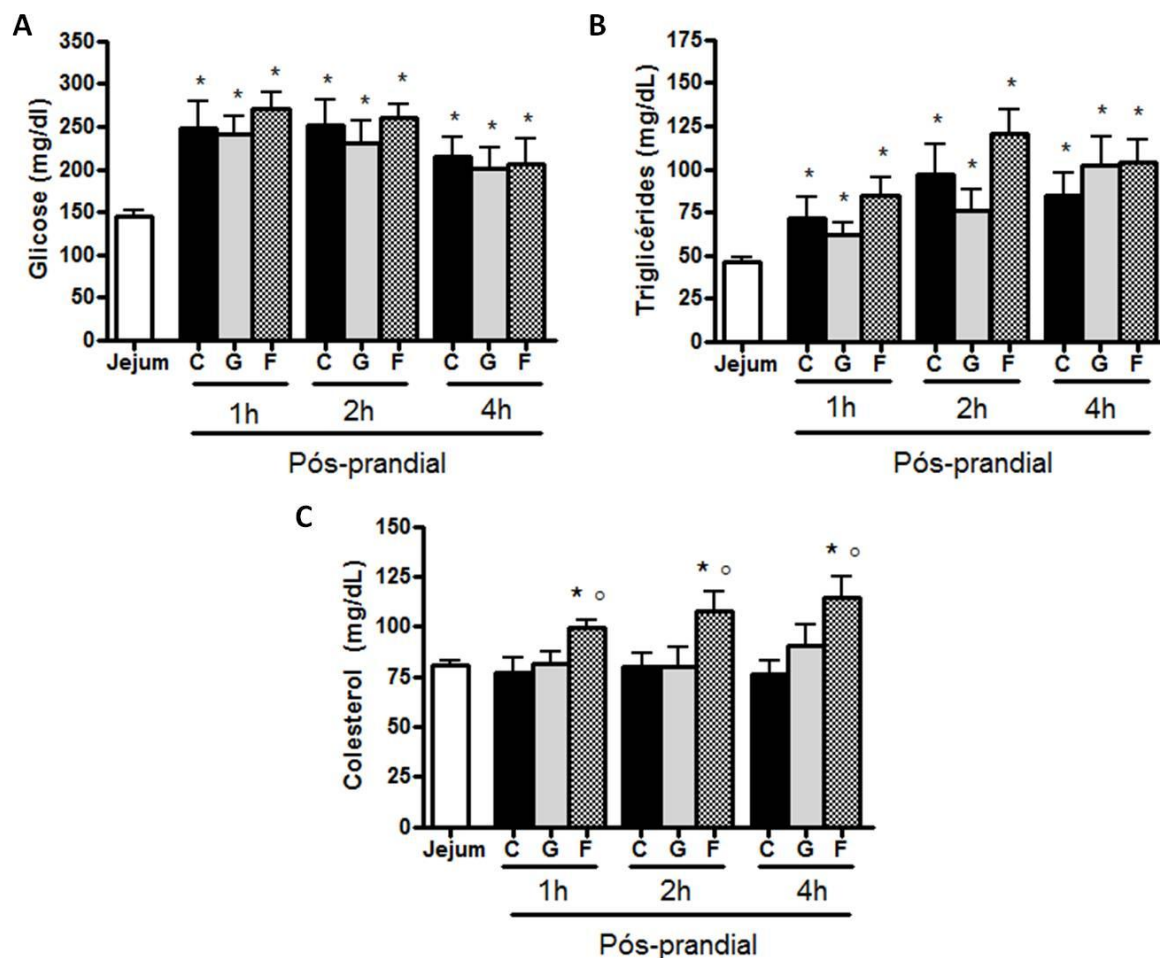 A
Glicose (mg/dl)
350
300
250
200
150
100
50
0
* * * * * * * * *
Jejum C G F C G F C G F
1h 2h 4h
Pós-prandial
B
Triglicérides (mg/dL)
175
150
125
100
75
50
25
0
* * * * * * * * *
Jejum C G F C G F C G F
1h 2h 4h
Pós-prandial
C
Colesterol (mg/dL)
150
125
100
75
50
25
0
* ○ * ○ * ○
Jejum C G F C G F C G F
1h 2h 4h
Pós-prandial